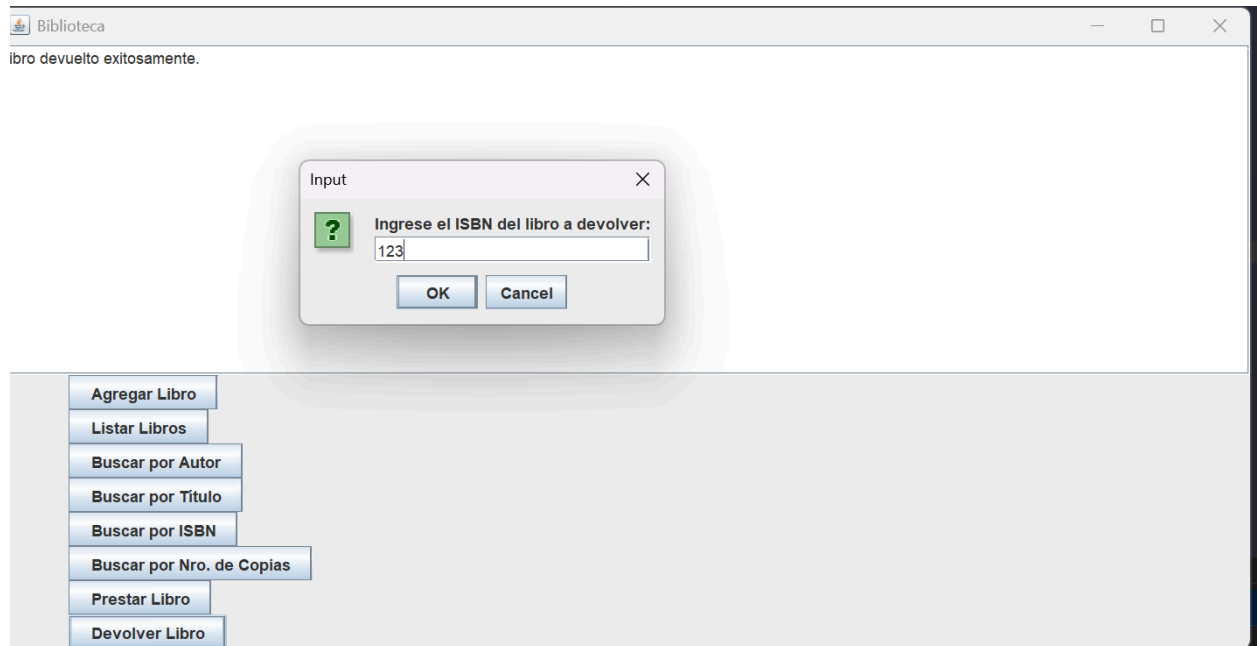 Biblioteca
ibro devuelto exitosamente.
Input
Ingrese el ISBN del libro a devolver:
123
OK Cancel
Agregar Libro
Listar Libros
Buscar por Autor
Buscar por Título
Buscar por ISBN
Buscar por Nro. de Copias
Prestar Libro
Devolver Libro